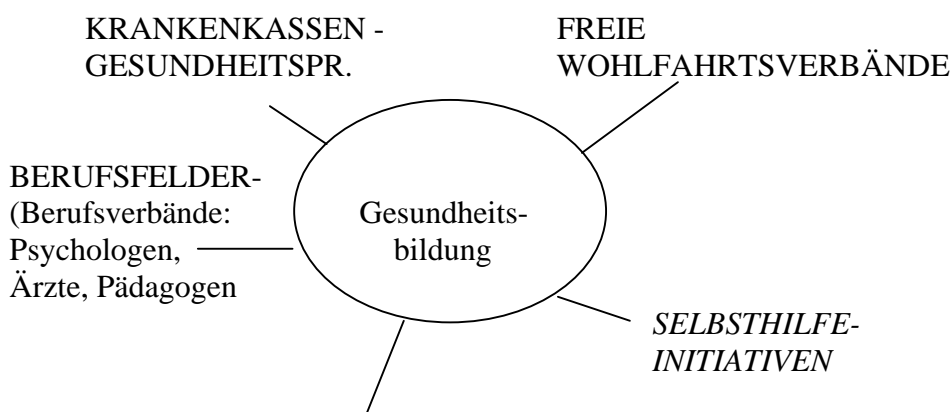 KRANKENKASSEN -
GESUNDHEITSPR.
FREIE
WOHLFAHRTSVERBÄNDE
BERUFSFELDER-
(Berufsverbände:
Psychologen,
Ärzte, Pädagogen
Gesundheits-
bildung
SELBSTHILFE-
INITIATIVEN